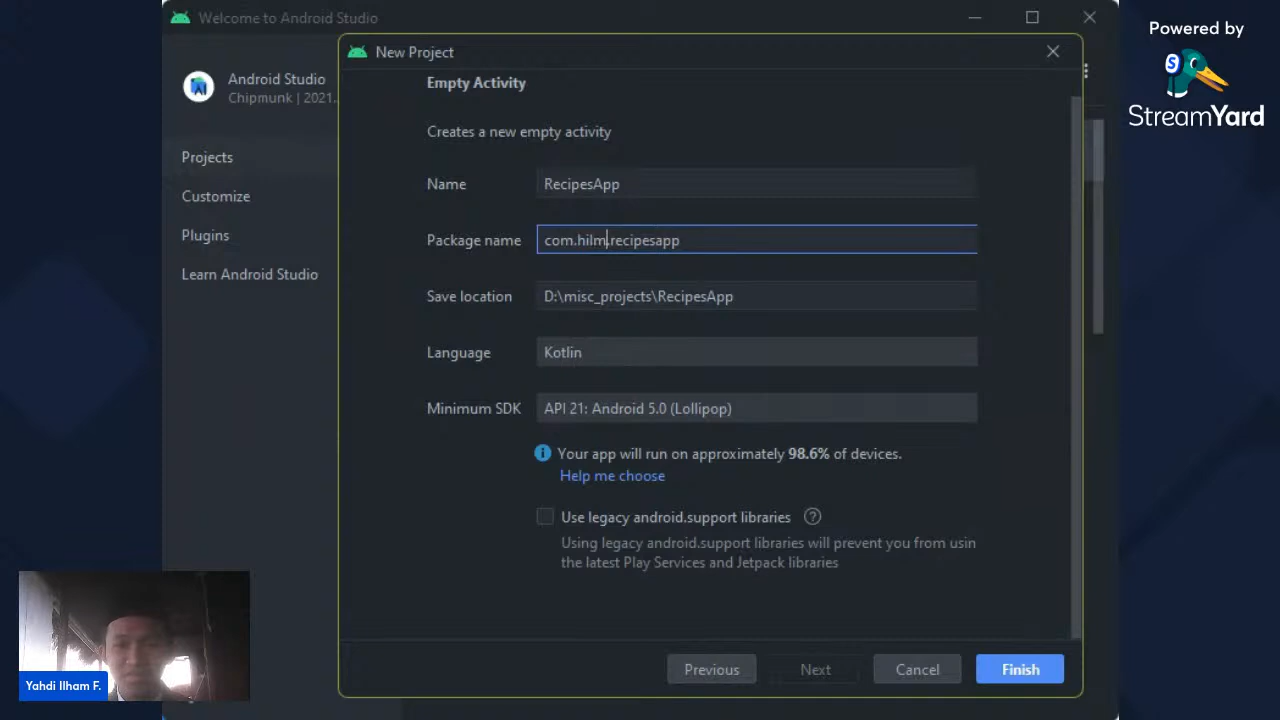 Welcome to Android Studio
Powered by
StreamYard
Android Studio
Chipmunk | 2021...
Projects
Customize
Plugins
Learn Android Studio
New Project
Empty Activity
Creates a new empty activity
Name
RecipesApp
Package name
com.hilm.recipesapp
Save location
D:\misc_projects\RecipesApp
Language
Kotlin
Minimum SDK
API 21: Android 5.0 (Lollipop)
Your app will run on approximately 98.6% of devices.
Help me choose
Use legacy android.support libraries
Using legacy android.support libraries will prevent you from usin
the latest Play Services and Jetpack libraries
Previous
Next
Cancel
Finish
Yahdi Ilham F.